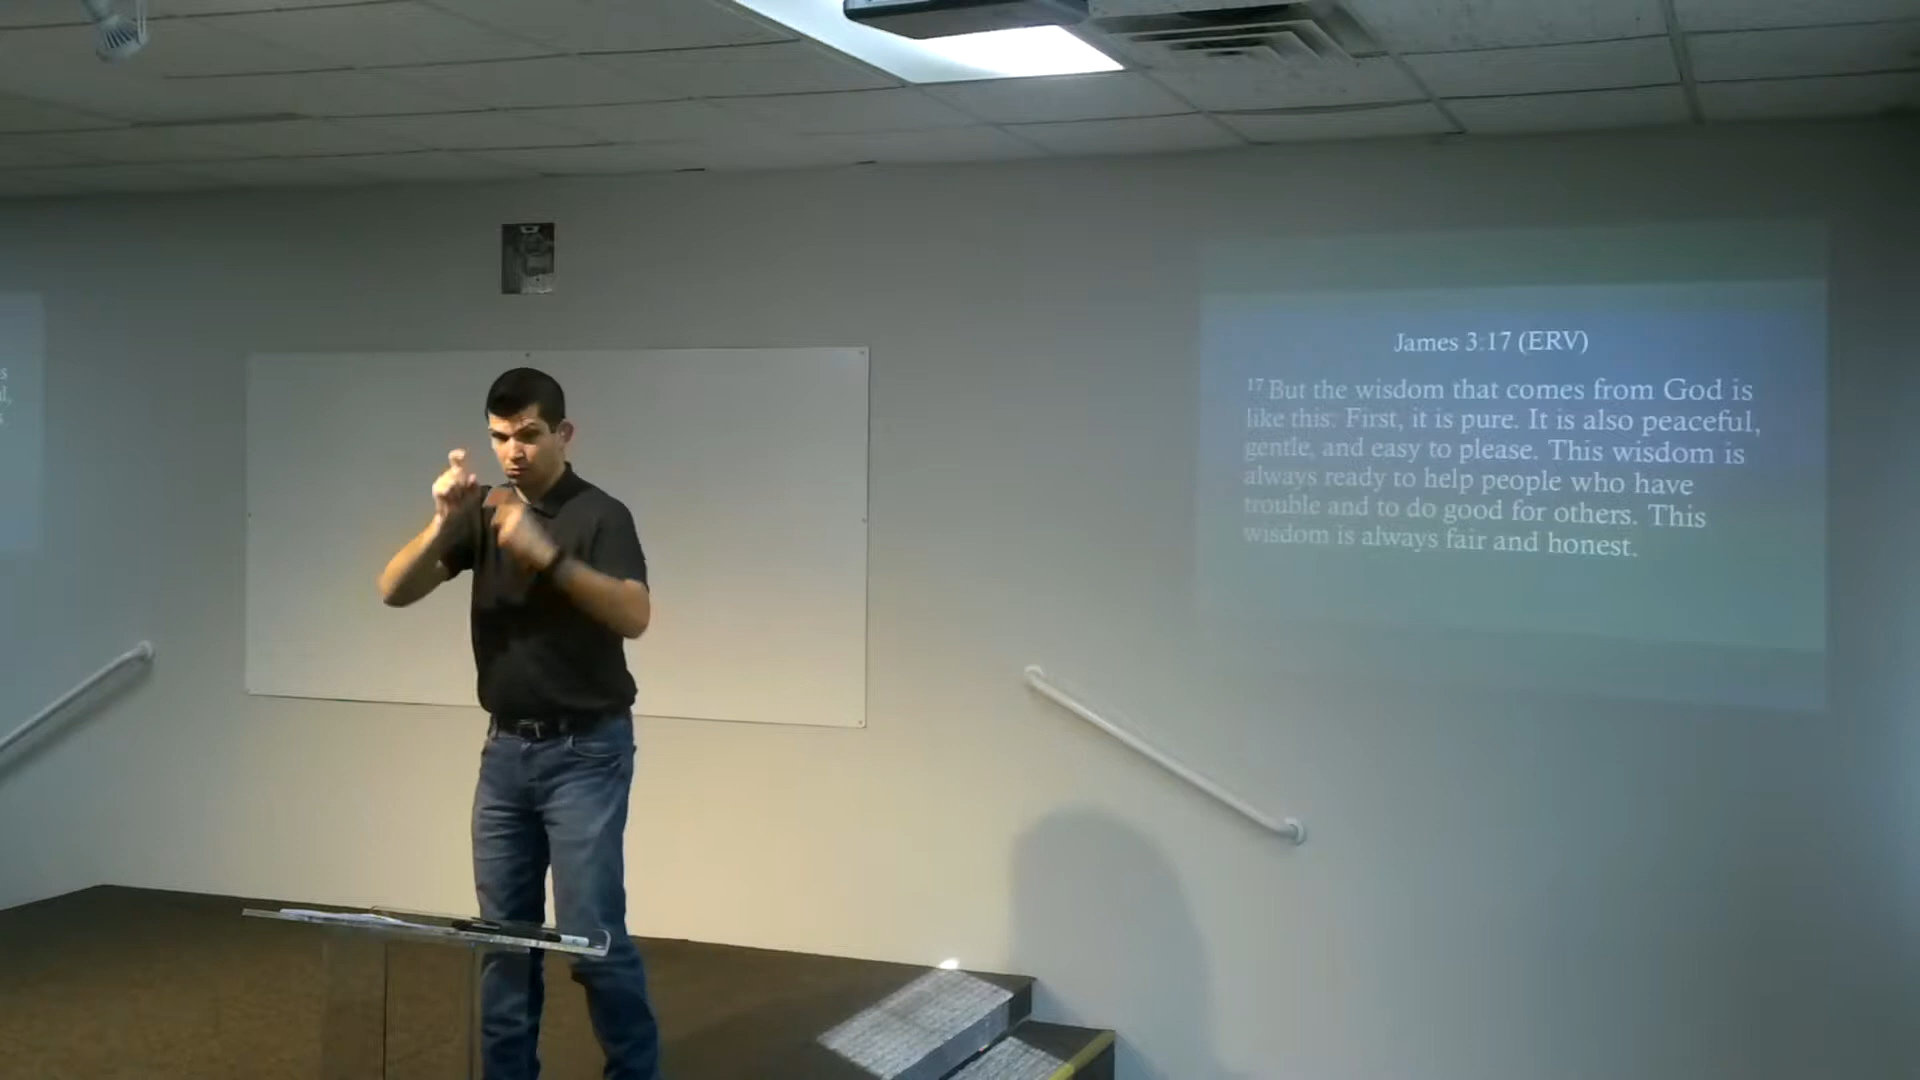 James 3:17 (ERV)
17 But the wisdom that comes from God is
like this: First, it is pure. It is also peaceful,
gentle, and easy to please. This wisdom is
always ready to help people who have
trouble and to do good for others. This
wisdom is always fair and honest.